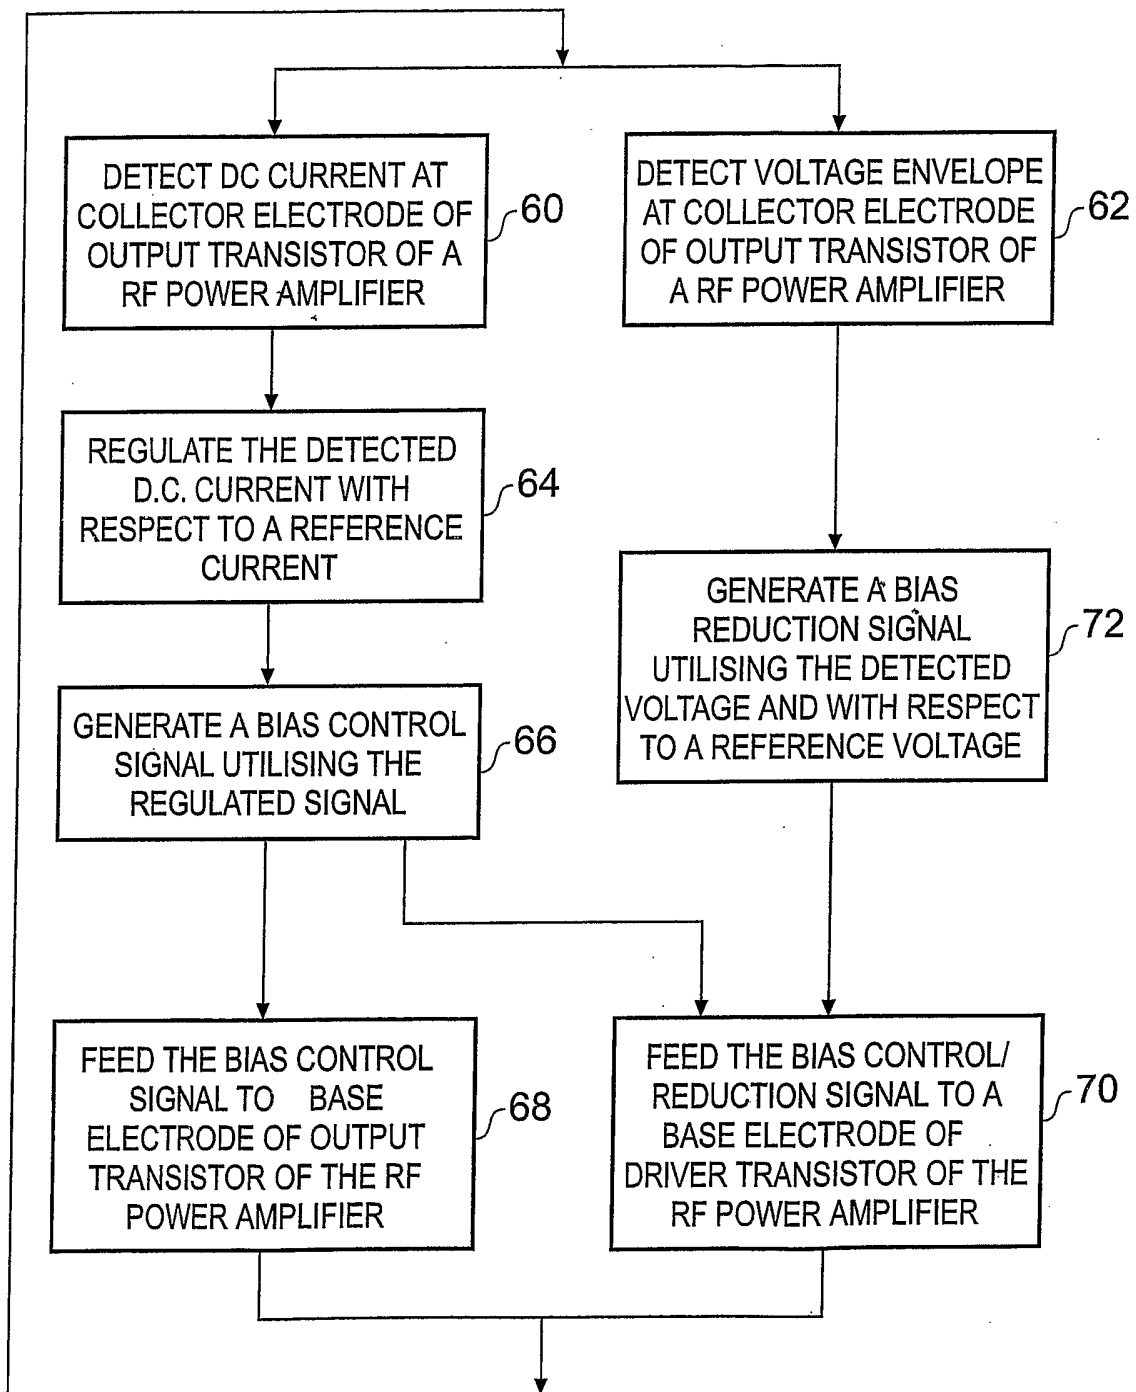 DETECT DC CURRENT AT
COLLECTOR ELECTRODE OF
OUTPUT TRANSISTOR OF A
RF POWER AMPLIFIER
60
DETECT VOLTAGE ENVELOPE
AT COLLECTOR ELECTRODE
OF OUTPUT TRANSISTOR OF
A RF POWER AMPLIFIER
62
REGULATE THE DETECTED
D.C. CURRENT WITH
RESPECT TO A REFERENCE
CURRENT
64
GENERATE A BIAS
REDUCTION SIGNAL
UTILISING THE DETECTED
VOLTAGE AND WITH RESPECT
TO A REFERENCE VOLTAGE
72
GENERATE A BIAS CONTROL
SIGNAL UTILISING THE
REGULATED SIGNAL
66
FEED THE BIAS CONTROL
SIGNAL TO BASE
ELECTRODE OF OUTPUT
TRANSISTOR OF THE RF
POWER AMPLIFIER
68
FEED THE BIAS CONTROL/
REDUCTION SIGNAL TO A
BASE ELECTRODE OF
DRIVER TRANSISTOR OF THE
RF POWER AMPLIFIER
70